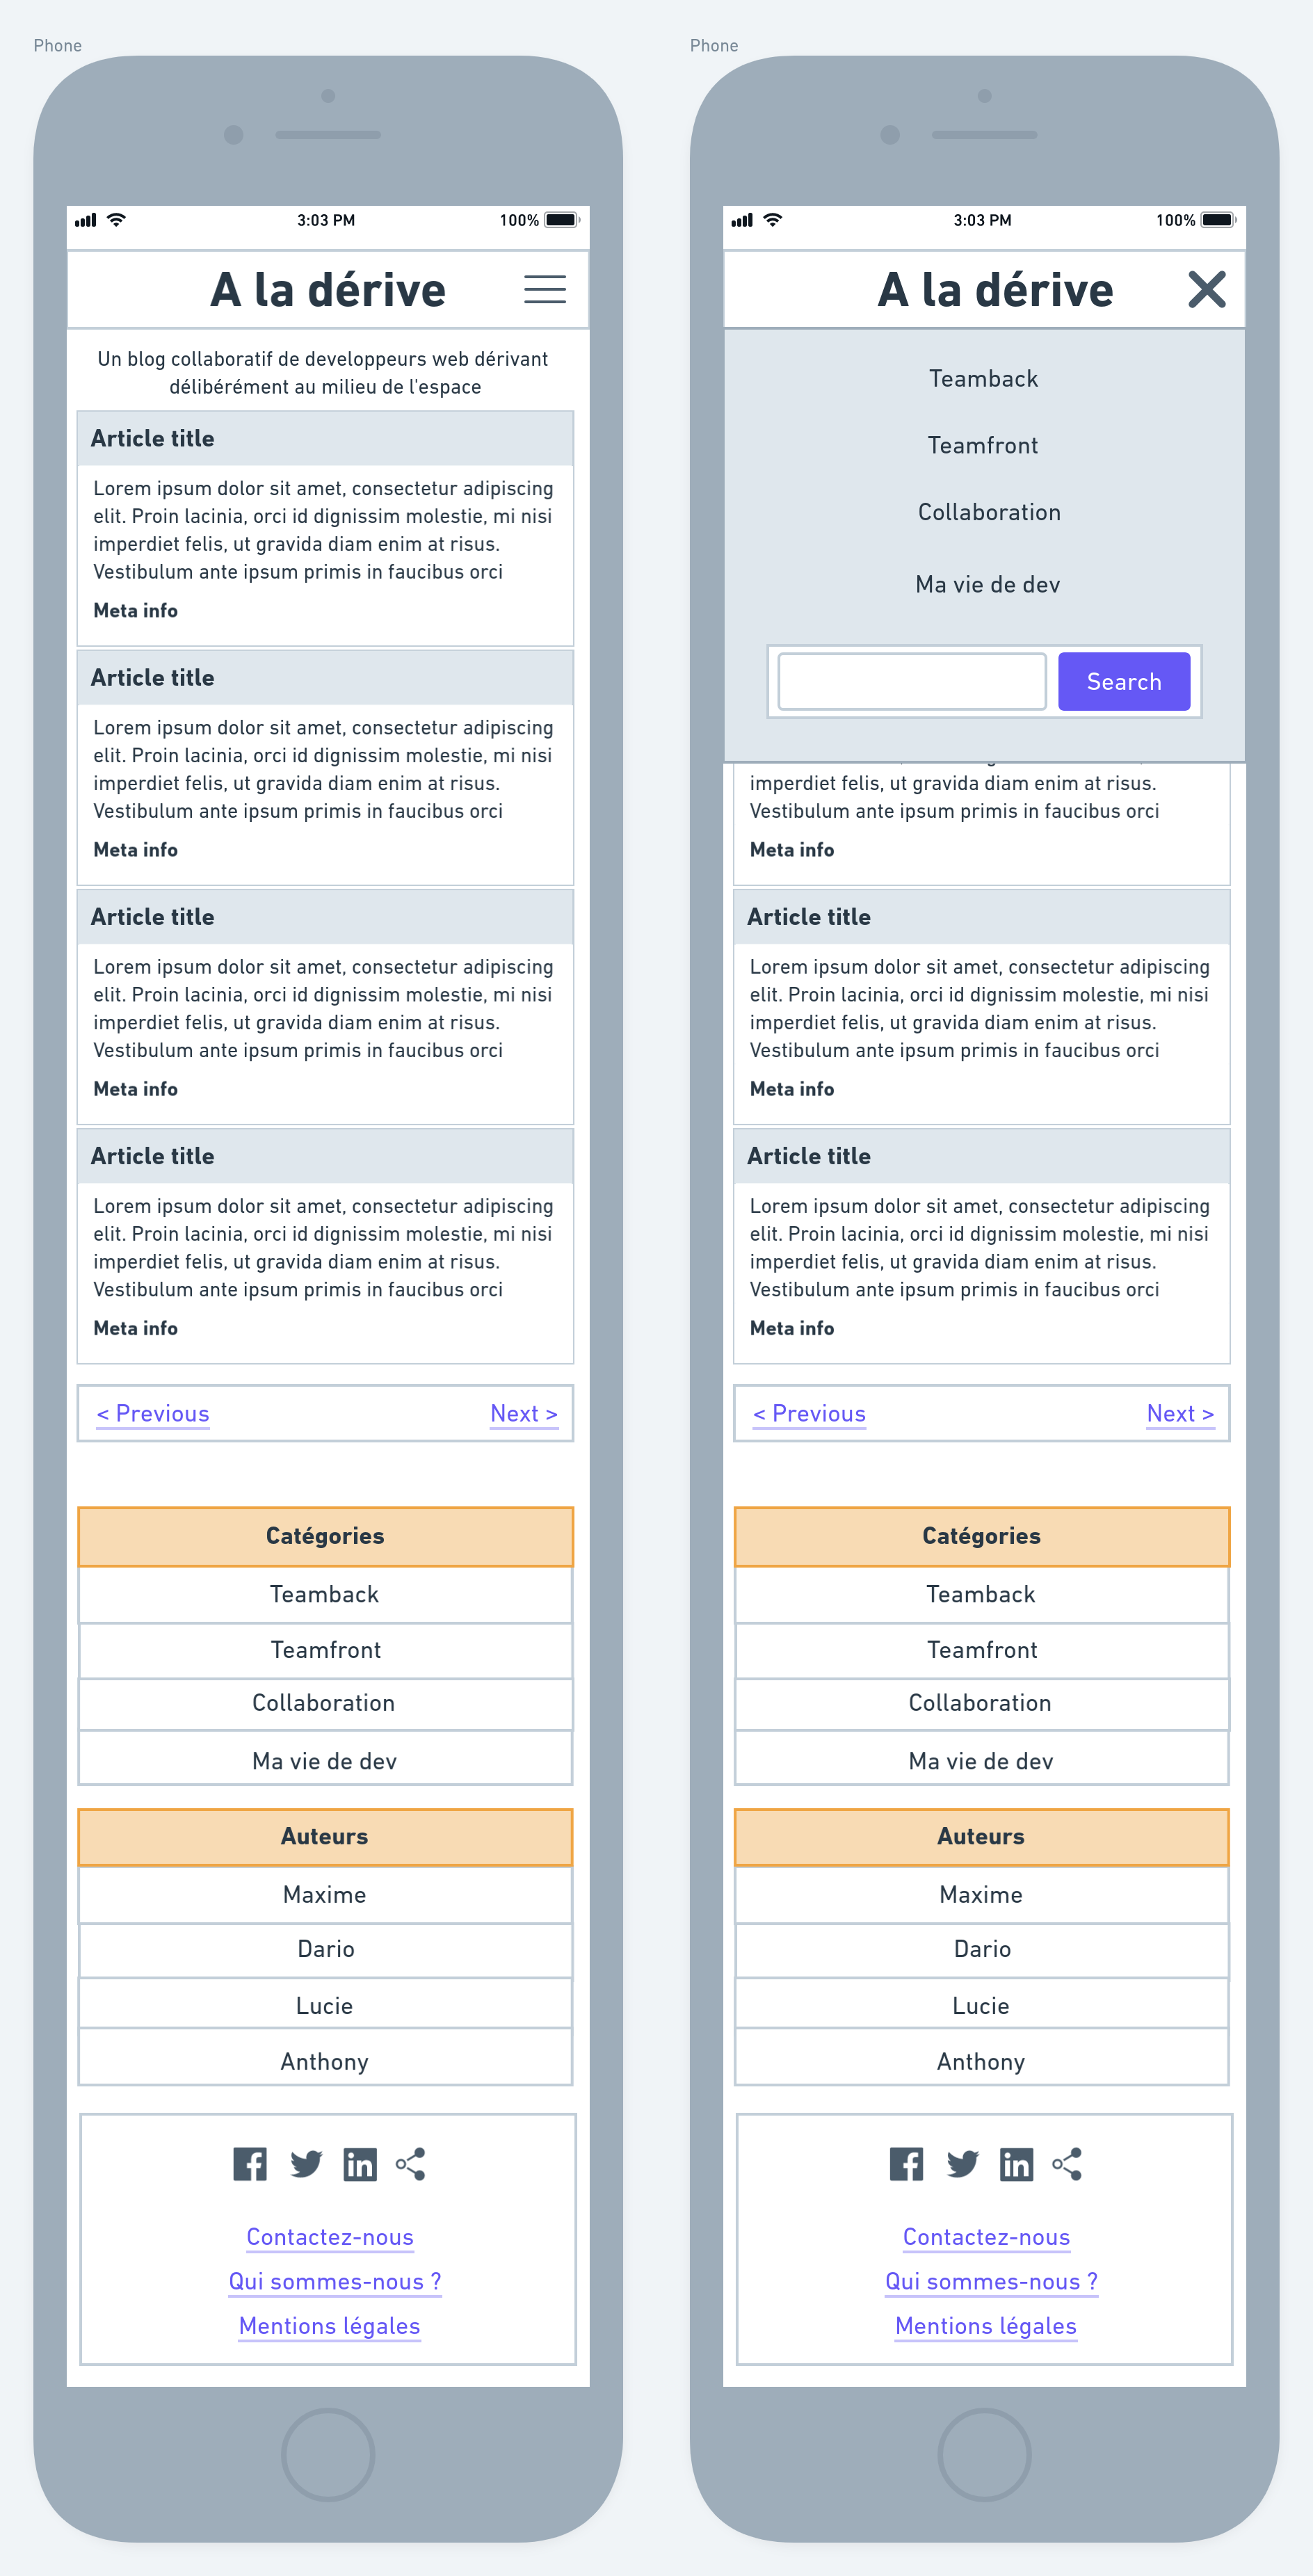 Phone
3:03 PM
100%
A la dérive
Un blog collaboratif de developpeurs web dérivant
délibérément au milieu de l'espace
Article title
Lorem ipsum dolor sit amet, consectetur adipiscing
elit. Proin lacinia, orci id dignissim molestie, mi nisi
imperdiet felis, ut gravida diam enim at risus.
Vestibulum ante ipsum primis in faucibus orci
Meta info
Article title
Lorem ipsum dolor sit amet, consectetur adipiscing
elit. Proin lacinia, orci id dignissim molestie, mi nisi
imperdiet felis, ut gravida diam enim at risus.
Vestibulum ante ipsum primis in faucibus orci
Meta info
Article title
Lorem ipsum dolor sit amet, consectetur adipiscing
elit. Proin lacinia, orci id dignissim molestie, mi nisi
imperdiet felis, ut gravida diam enim at risus.
Vestibulum ante ipsum primis in faucibus orci
Meta info
Article title
Lorem ipsum dolor sit amet, consectetur adipiscing
elit. Proin lacinia, orci id dignissim molestie, mi nisi
imperdiet felis, ut gravida diam enim at risus.
Vestibulum ante ipsum primis in faucibus orci
Meta info
< Previous
Next >
Catégories
Teamback
Teamfront
Collaboration
Ma vie de dev
Auteurs
Maxime
Dario
Lucie
Anthony
Contactez-nous
Qui sommes-nous ?
Mentions légales
Phone
3:03 PM
100%
A la dérive
Teamback
Teamfront
Collaboration
Ma vie de dev
Search
imperdiet felis, ut gravida diam enim at risus.
Vestibulum ante ipsum primis in faucibus orci
Meta info
Article title
Lorem ipsum dolor sit amet, consectetur adipiscing
elit. Proin lacinia, orci id dignissim molestie, mi nisi
imperdiet felis, ut gravida diam enim at risus.
Vestibulum ante ipsum primis in faucibus orci
Meta info
Article title
Lorem ipsum dolor sit amet, consectetur adipiscing
elit. Proin lacinia, orci id dignissim molestie, mi nisi
imperdiet felis, ut gravida diam enim at risus.
Vestibulum ante ipsum primis in faucibus orci
Meta info
< Previous
Next >
Catégories
Teamback
Teamfront
Collaboration
Ma vie de dev
Auteurs
Maxime
Dario
Lucie
Anthony
Contactez-nous
Qui sommes-nous ?
Mentions légales